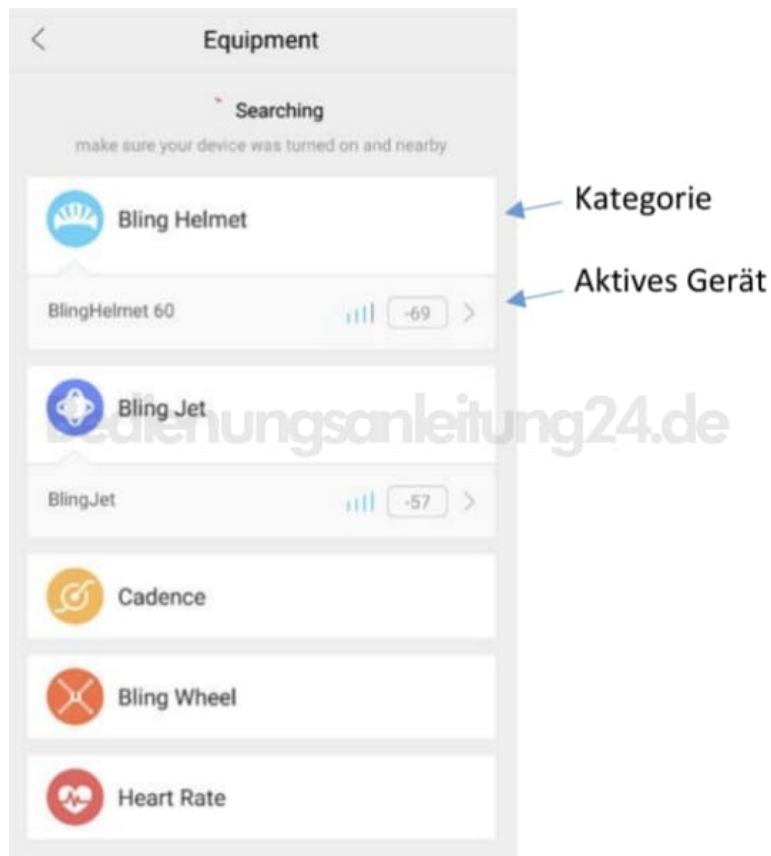 Equipment
Searching
make sure your device was turned on and nearby
Bling Helmet
Kategorie
BlingHelmet 60
-69
Aktives Gerät
Bling Jet
Bedienungsanleitung24.de
BlingJet
-57
Cadence
Bling Wheel
Heart Rate